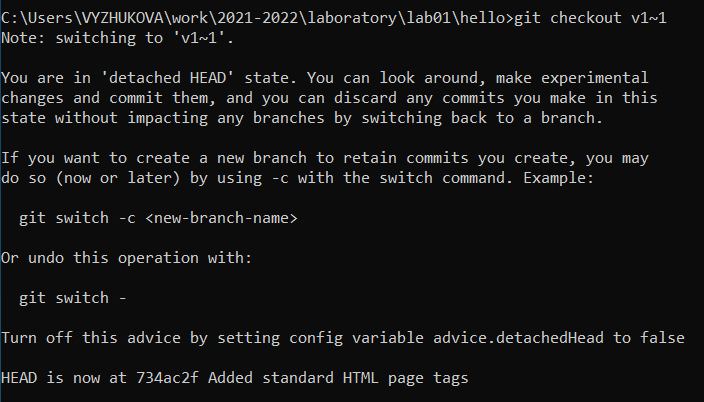 C:\Users\VYZHUKOVA\work\2021-2022\laboratory\lab01\hello>git checkout v1~1
Note: switching to 'v1~1'.

You are in 'detached HEAD' state. You can look around, make experimental
changes and commit them, and you can discard any commits you make in this
state without impacting any branches by switching back to a branch.

If you want to create a new branch to retain commits you create, you may
do so (now or later) by using -c with the switch command. Example:

  git switch -c <new-branch-name>

Or undo this operation with:

  git switch -

Turn off this advice by setting config variable advice.detachedHead to false

HEAD is now at 734ac2f Added standard HTML page tags